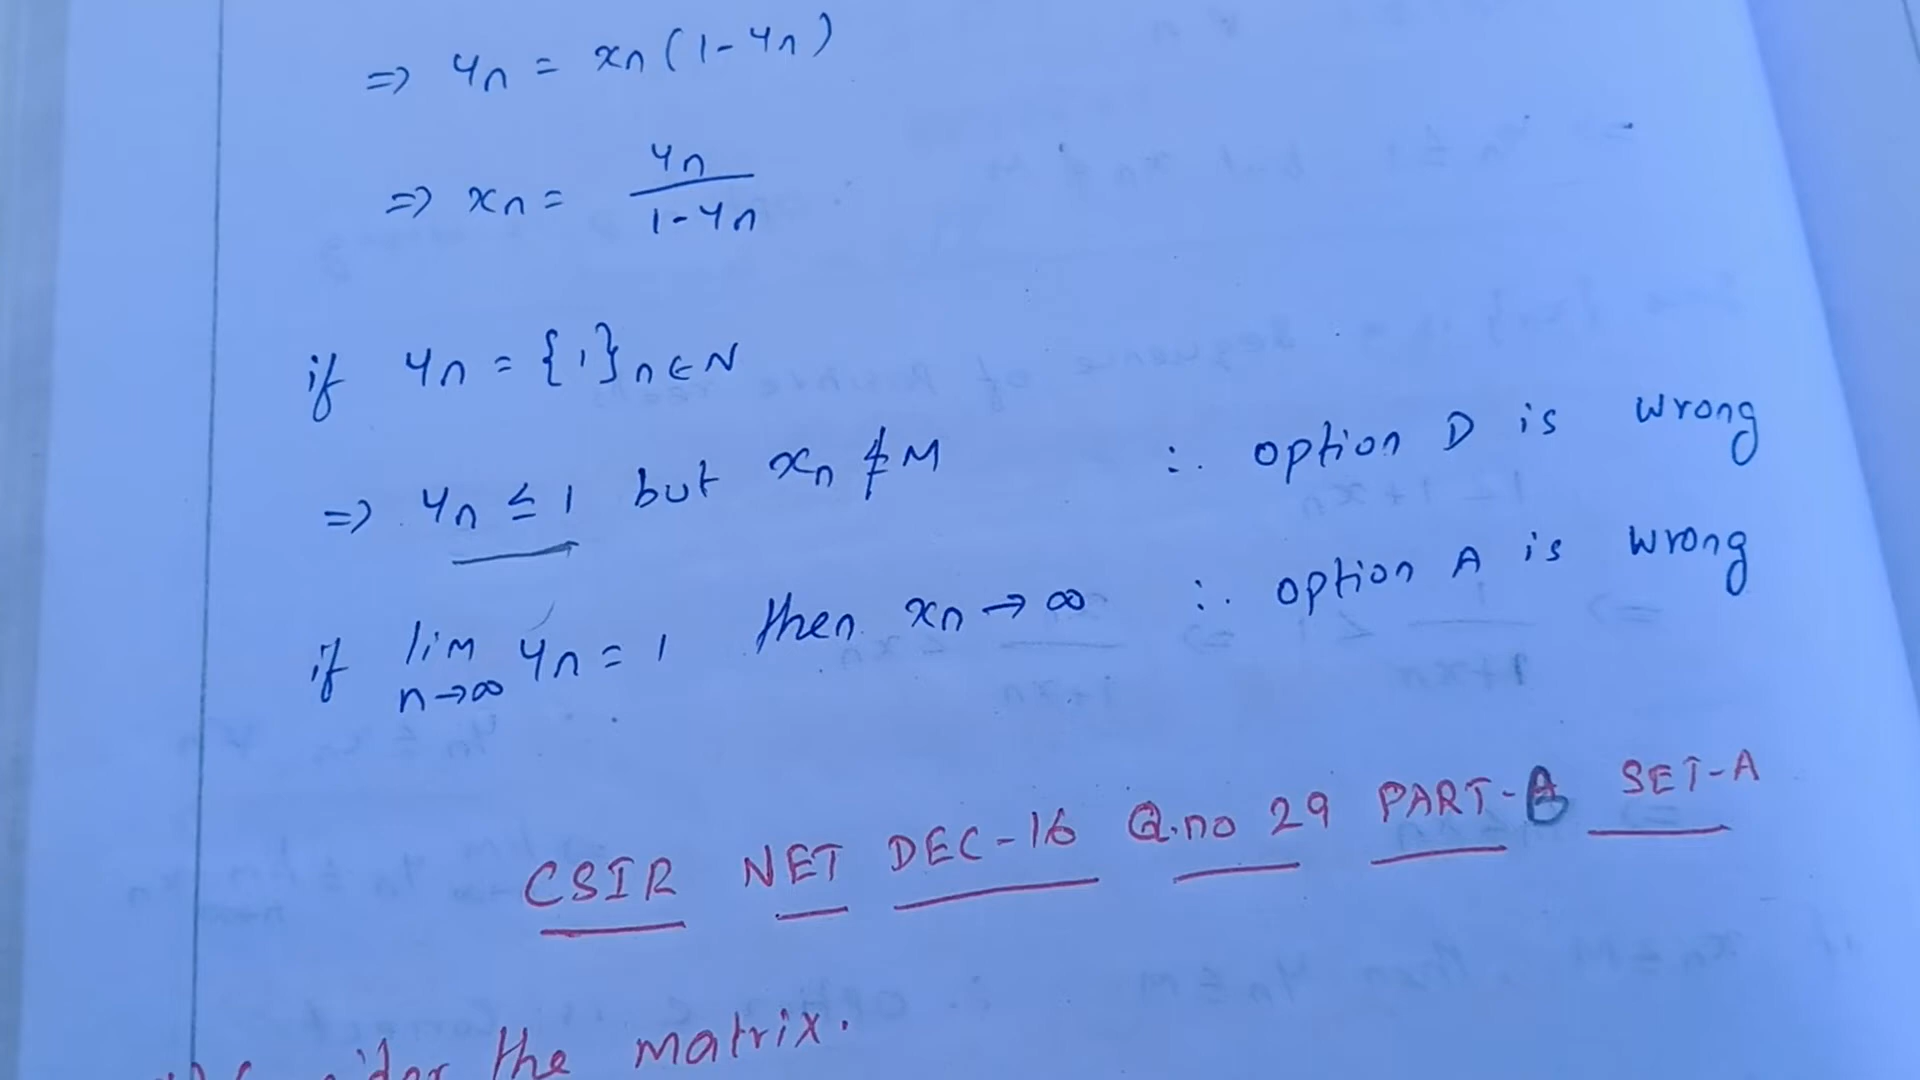 => yn = xn (1-yn)
=> xn = yn / 1-yn
if yn = {1}n∈N
=> yn ≤ 1 but xn ≰ M ∴ option D is wrong
if lim n→∞ yn = 1 then xn → ∞ ∴ option A is wrong
CSIR NET DEC-16 Q.no 29 PART-B SET-A
the matrix.